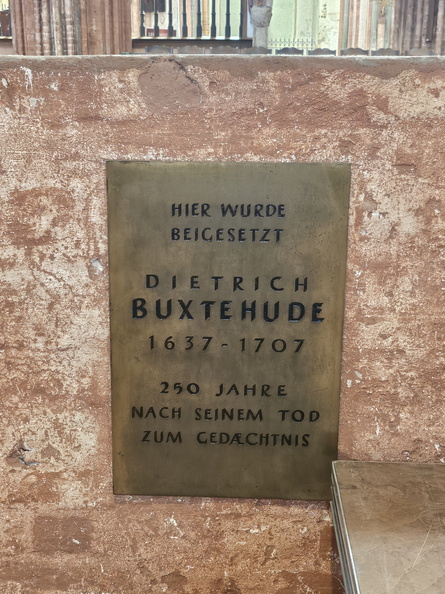 HIER WURDE
BEIGESETZT
DIETRICH
BUXTEHUDE
1637 - 1707
250 JAHRE
NACH SEINEM TOD
ZUM GEDÆCHTNIS